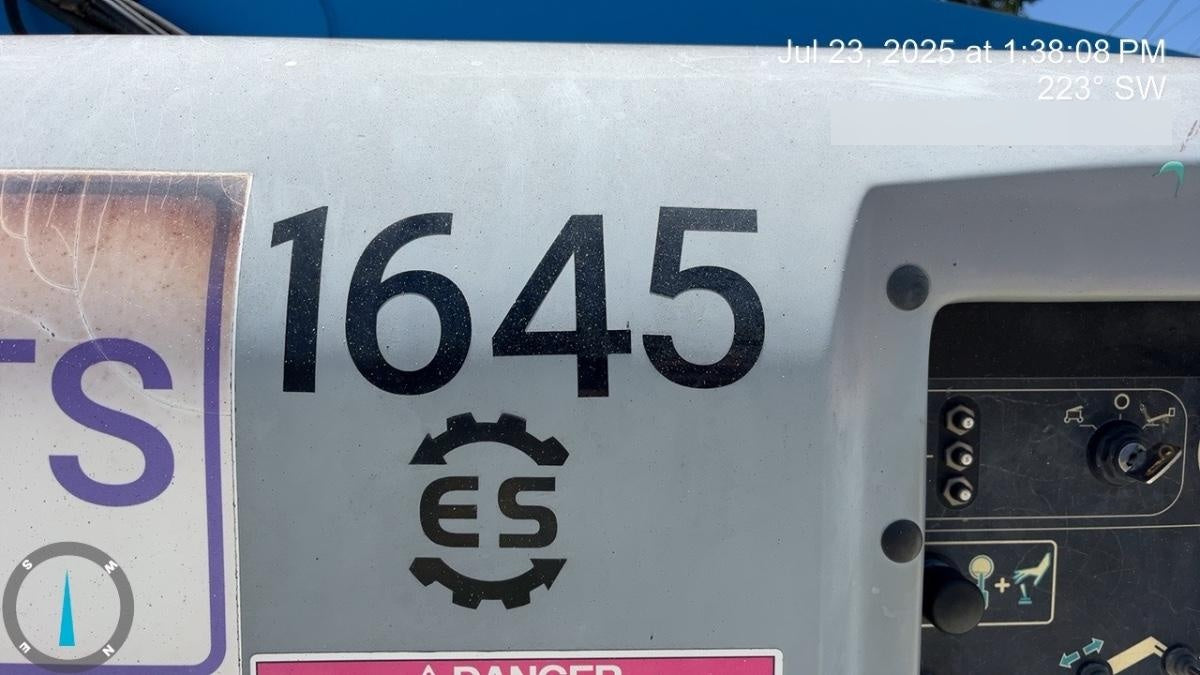 Jul 23, 2025 at 1:38:08 PM
223° SW
1645
TS
ES
DANGER
S
W
E
N